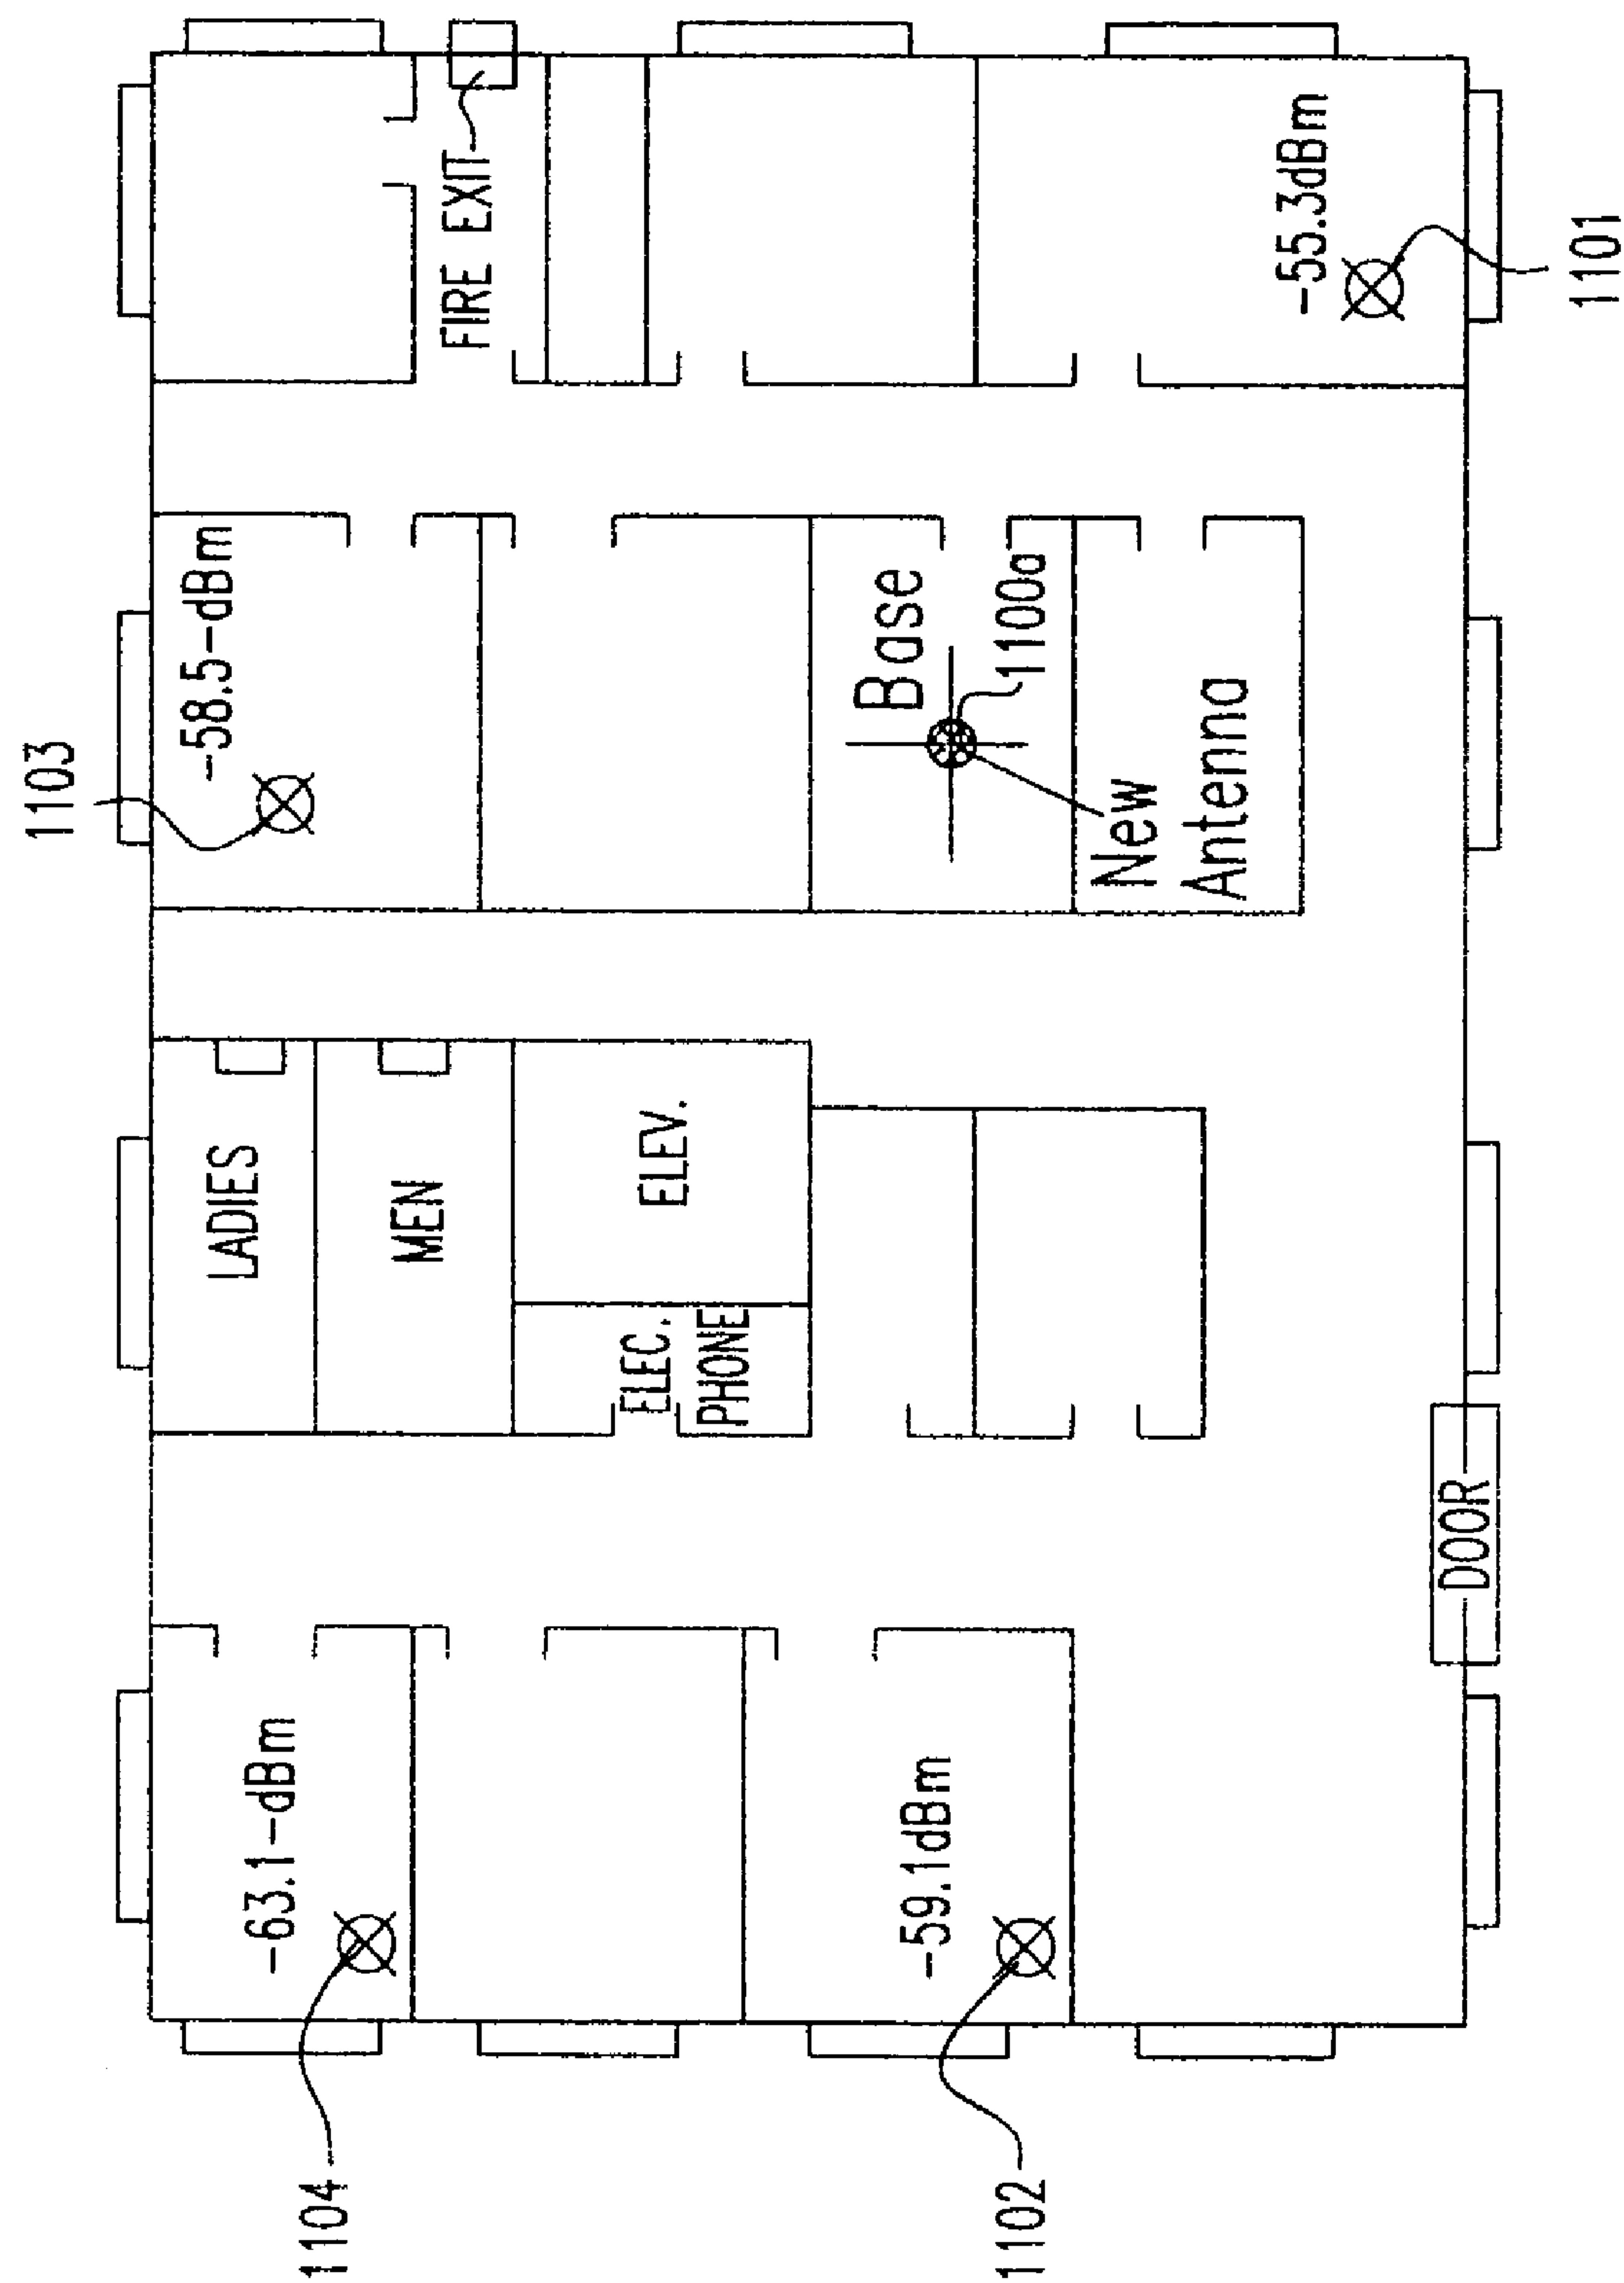 1103
-63.1-dBm
LADIES
-58.5-dBm
1104
MEN
FIRE EXIT
ELEC.
PHONE
ELEV.
-59.1dBm
Base
1102
1100a
New
Antenna
-55.3dBm
DOOR
1101